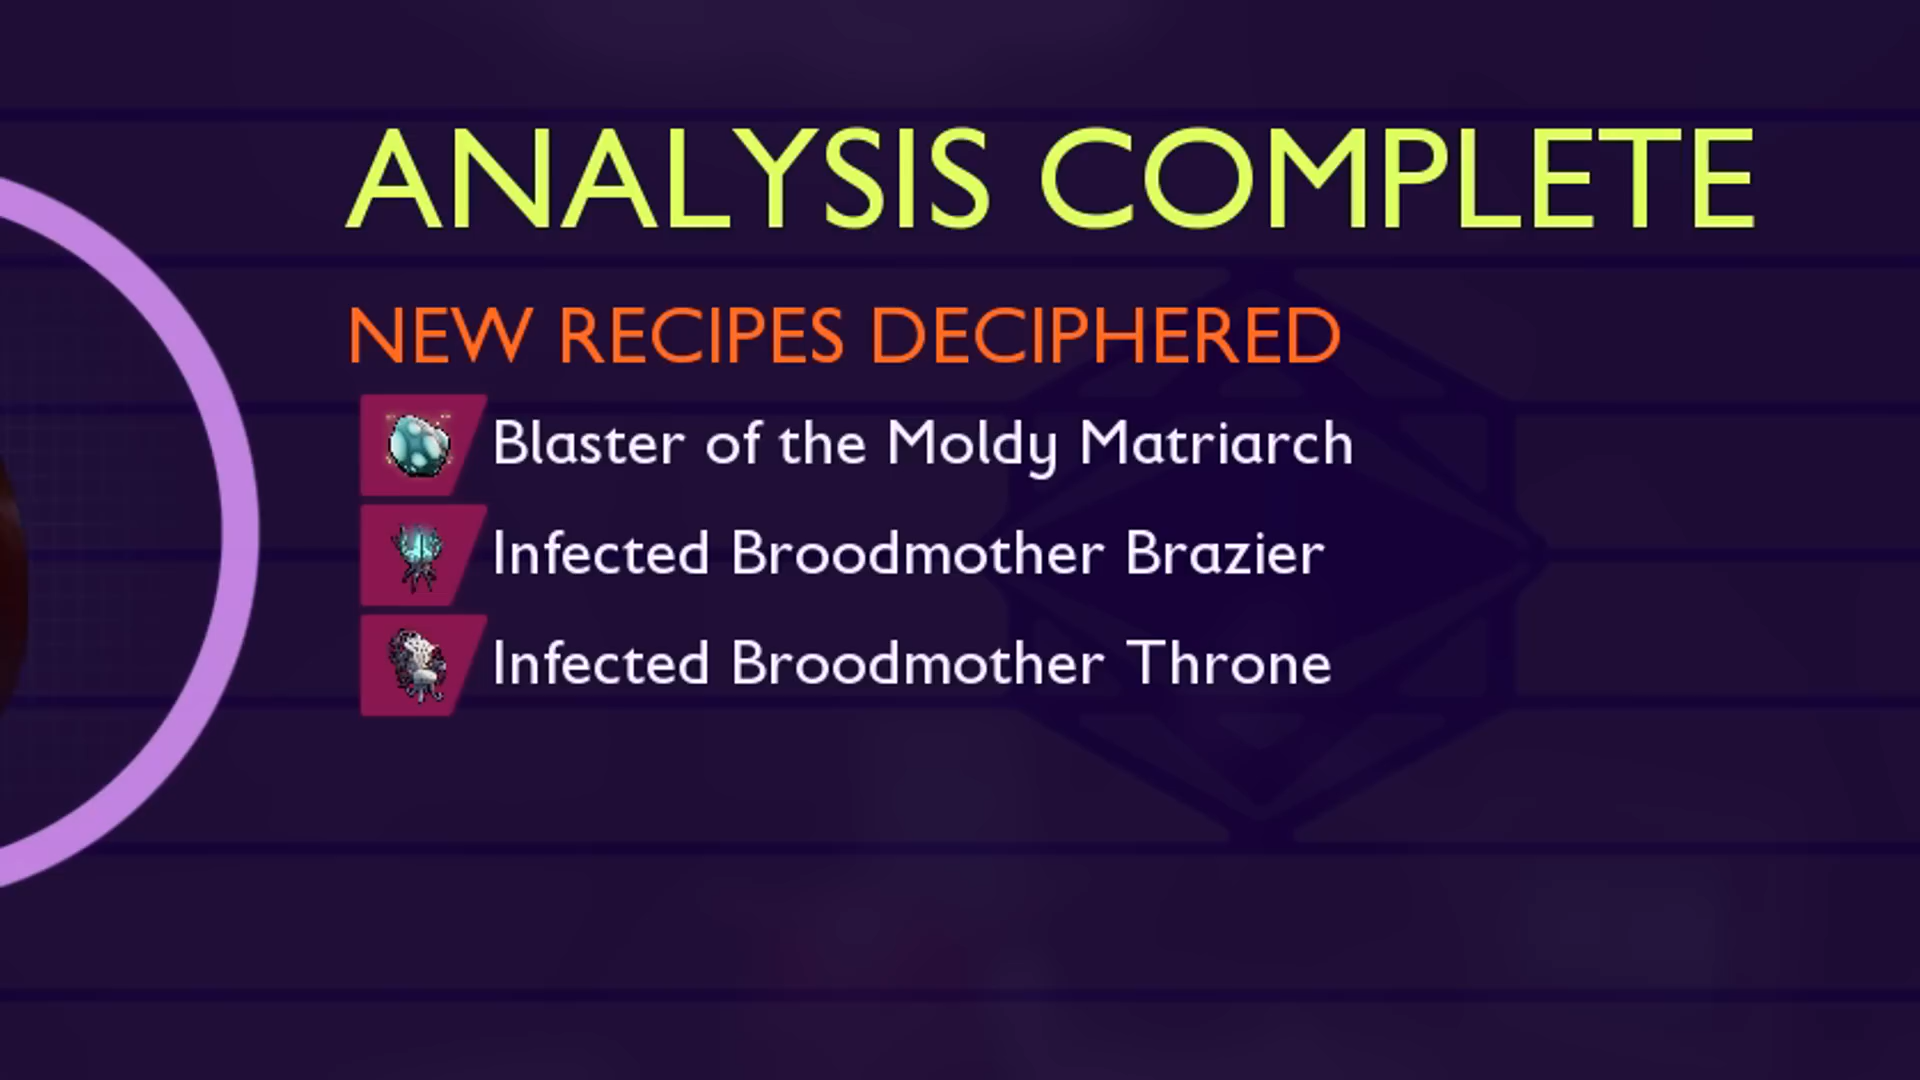 ANALYSIS COMPLETE
NEW RECIPES DECIPHERED
Blaster of the Moldy Matriarch
Infected Broodmother Brazier
Infected Broodmother Throne